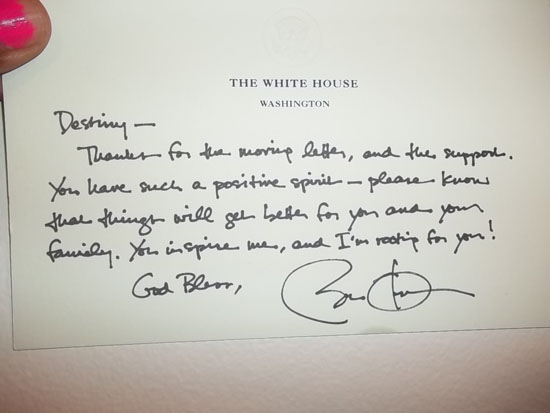 THE WHITE HOUSE
WASHINGTON
Destiny —
Thanks for the moving letter, and the support.
You have such a positive spirit — please know
that things will get better for you and your
family. You inspire me, and I'm rooting for you!
God Bless,